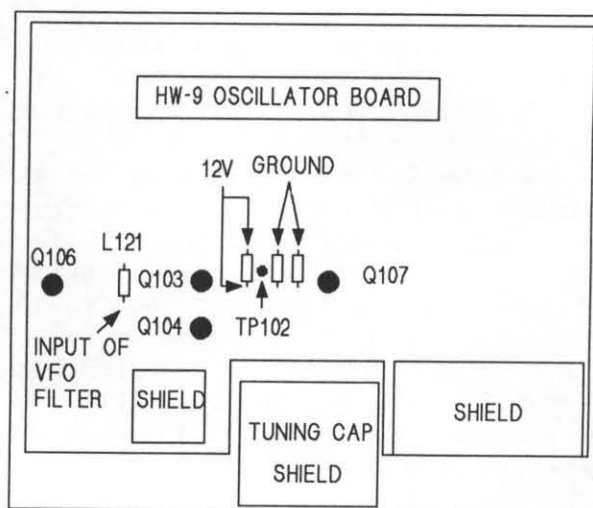 HW-9 OSCILLATOR BOARD
12V
GROUND
L121
Q106
Q103
Q107
Q104
TP102
INPUT OF
VFO
FILTER
SHIELD
TUNING CAP
SHIELD
SHIELD